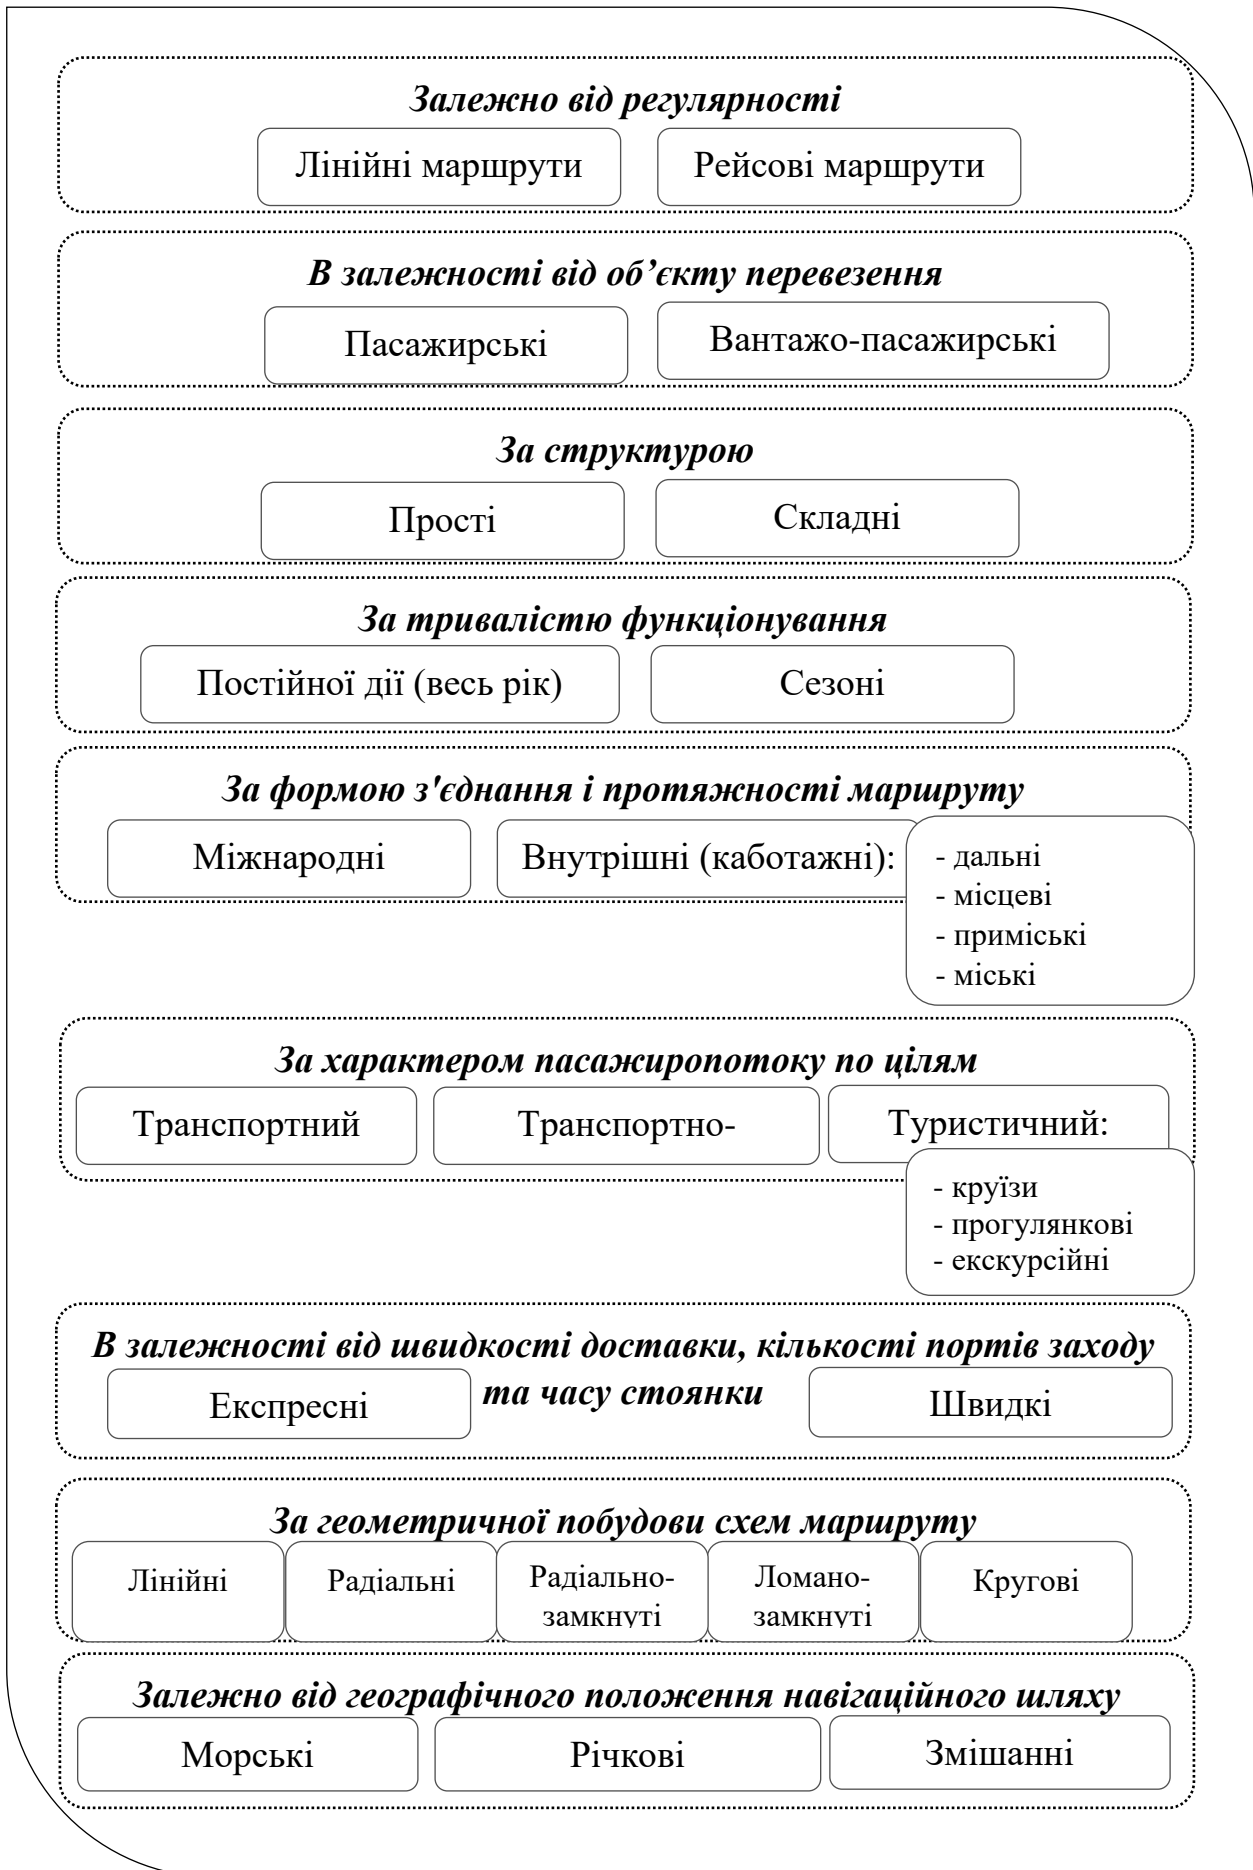 Залежно від регулярності
Лінійні маршрути
Рейсові маршрути
В залежності від об’єкту перевезення
Пасажирські
Вантажо-пасажирські
За структурою
Прості
Складні
За тривалістю функціонування
Постійної дії (весь рік)
Сезоні
За формою з'єднання і протяжності маршруту
Міжнародні
Внутрішні (каботажні):
- дальні
- місцеві
- приміські
- міські
За характером пасажиропотоку по цілям
Транспортний
Транспортно-
Туристичний:
- круїзи
- прогулянкові
- екскурсійні
В залежності від швидкості доставки, кількості портів заходу
та часу стоянки
Експресні
Швидкі
За геометричної побудови схем маршруту
Лінійні
Радіальні
Радіально-
замкнуті
Ломано-
замкнуті
Кругові
Залежно від географічного положення навігаційного шляху
Морські
Річкові
Змішанні